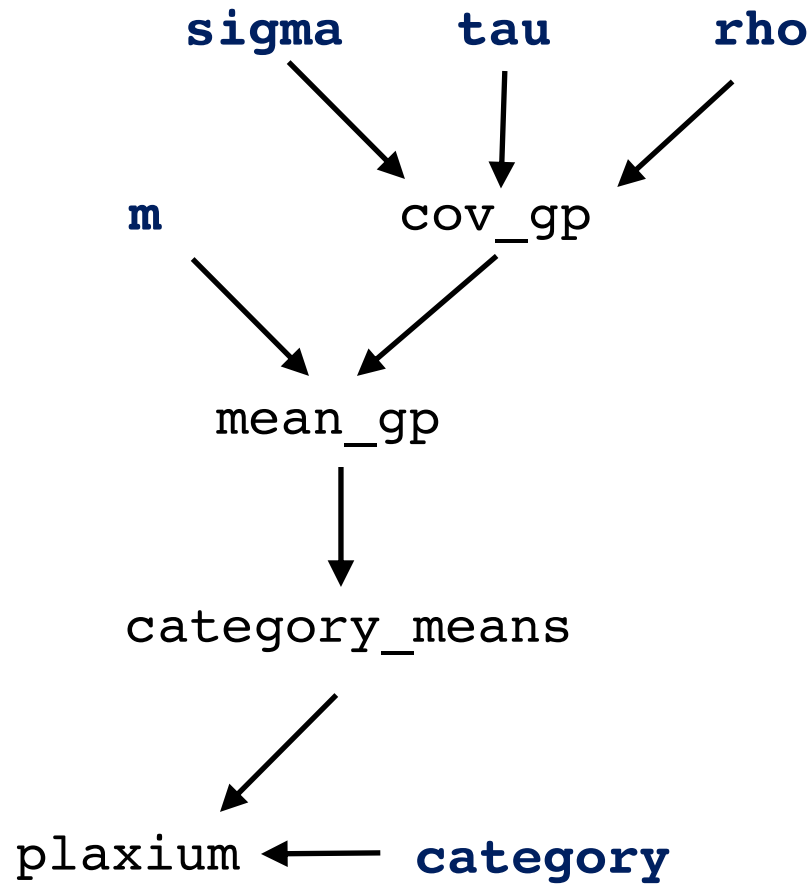 sigma tau rho
m cov_gp
mean_gp
category_means
plaxium category